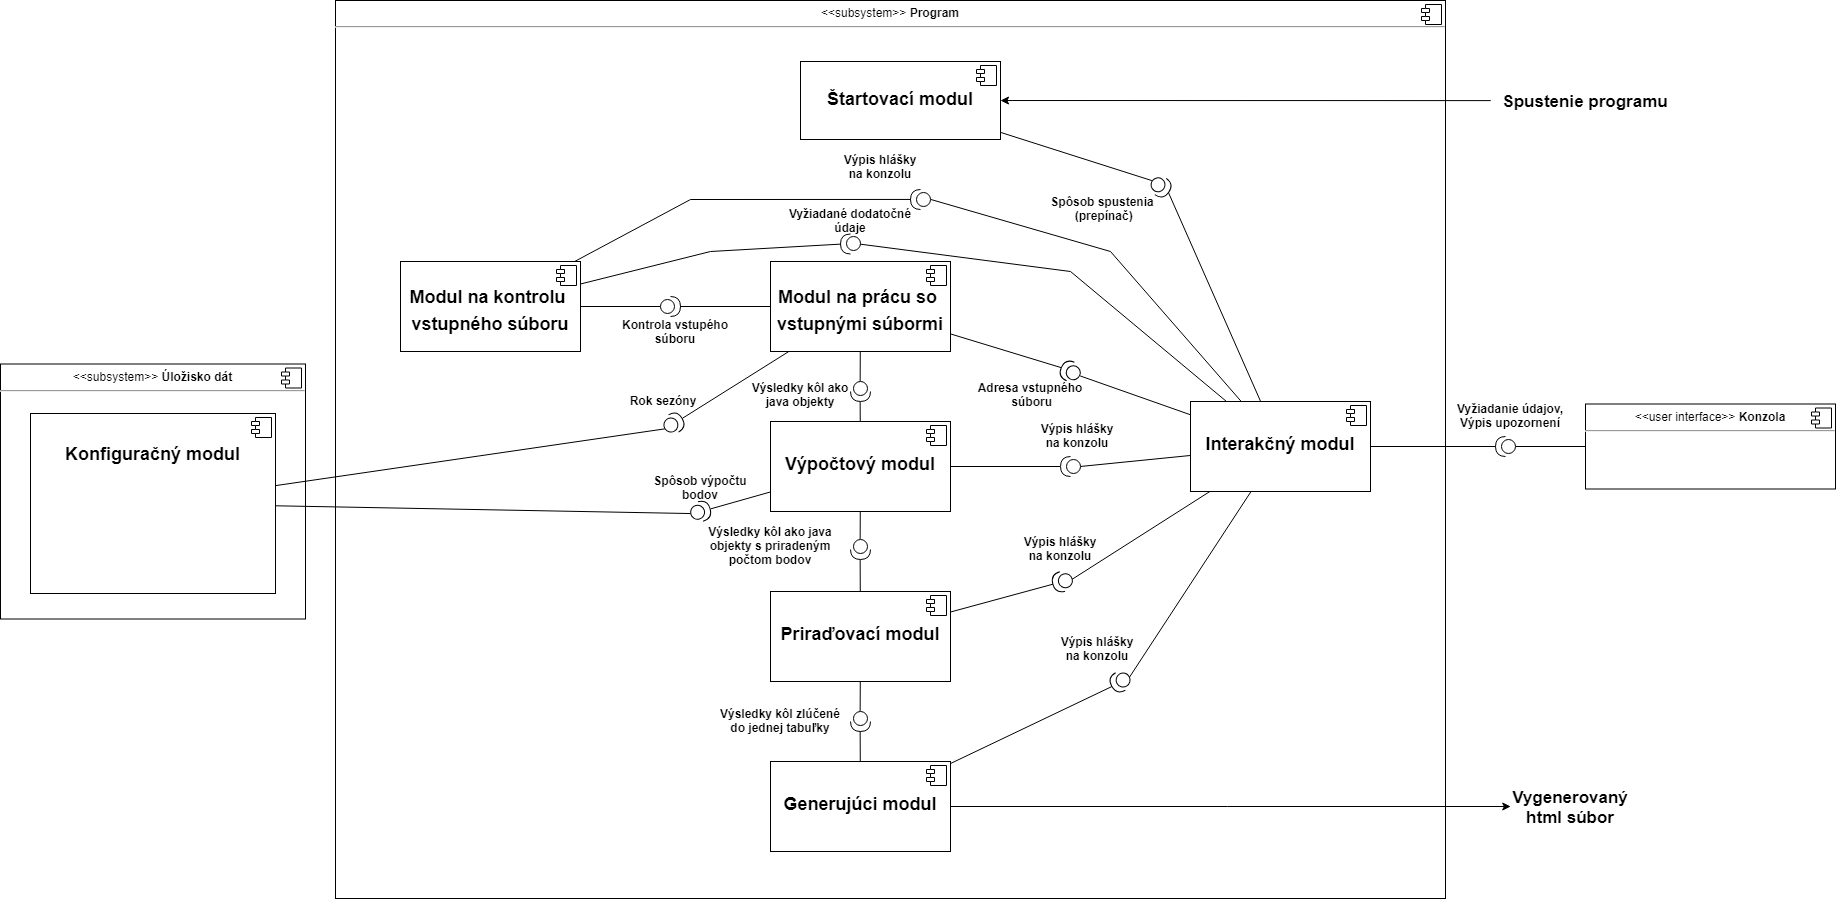 <<subsystem>> Program
Štartovací modul
Spustenie programu
Výpis hlášky
na konzolu
Spôsob spustenia
(prepínač)
Vyžiadané dodatočné
údaje
Modul na kontrolu
vstupného súboru
Modul na prácu so
vstupnými súbormi
Kontrola vstupého
súboru
<<subsystem>> Úložisko dát
Konfiguračný modul
Rok sezóny
Výsledky kôl ako
java objekty
Adresa vstupného
súboru
Interakčný modul
Vyžiadanie údajov,
Výpis upozornení
<<user interface>> Konzola
Výpis hlášky
na konzolu
Výpočtový modul
Spôsob výpočtu
bodov
Výsledky kôl ako java
objekty s priradeným
počtom bodov
Výpis hlášky
na konzolu
Priraďovací modul
Výpis hlášky
na konzolu
Výsledky kôl zlúčené
do jednej tabuľky
Generujúci modul
Vygenerovaný
html súbor